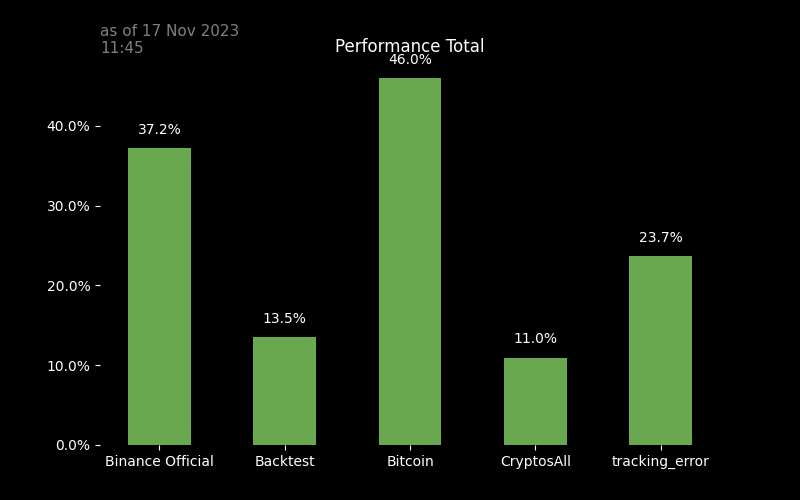 as of 17 Nov 2023
11:45
Performance Total
46.0%
37.2%
13.5%
11.0%
23.7%
40.0%
30.0%
20.0%
10.0%
0.0%
Binance Official
Backtest
Bitcoin
CryptosAll
tracking_error